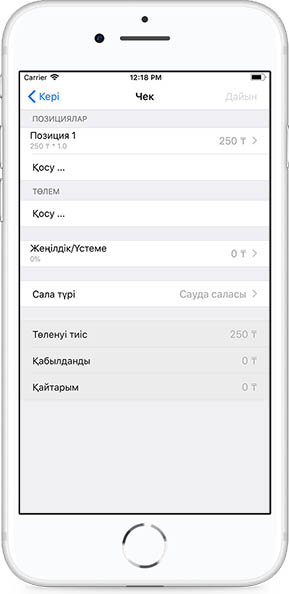 Carrier 12:18 PM
Кері Чек Дайын
ПОЗИЦИЯЛАР
Позиция 1 250 ₸
250 ₸ * 1.0
Қосу ...
ТӨЛЕМ
Қосу ...
Жеңілдік/Үстеме 0 ₸
0%
Сала түрі Сауда саласы
Төленуі тиіс 250 ₸
Қабылданды 0 ₸
Қайтарым 0 ₸